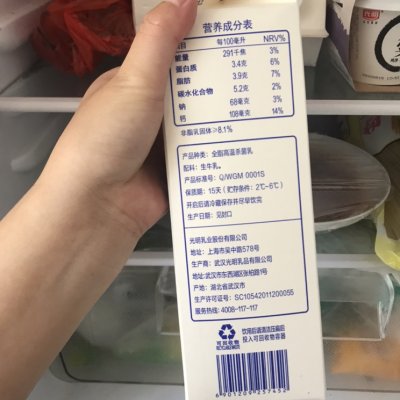 营养成分表
项目 每100毫升 NRV%
能量 291千焦 3%
蛋白质 3.4克 6%
脂肪 3.9克 7%
碳水化合物 5.2克 2%
钠 68毫克 3%
钙 108毫克 14%
非脂乳固体≥8.1%
产品种类：全脂高温杀菌乳
配料：生牛乳。
产品标准号：Q/WGM 0001S
保质期：15天（贮存条件：2℃~6℃）
开启后请冷藏保存并尽早饮完
生产日期：见封口
光明乳业股份有限公司
地址：上海市吴中路578号
生产商：武汉光明乳品有限公司
地址:武汉市东西湖区张柏路1号
产地：湖北省武汉市
生产许可证号：SC10542011200055
服务热线：4008-117-117
可回收物
RECYCLABLE WASTE
饮用后请清洁压扁后
投入可回收物容器
6901209257452
光明